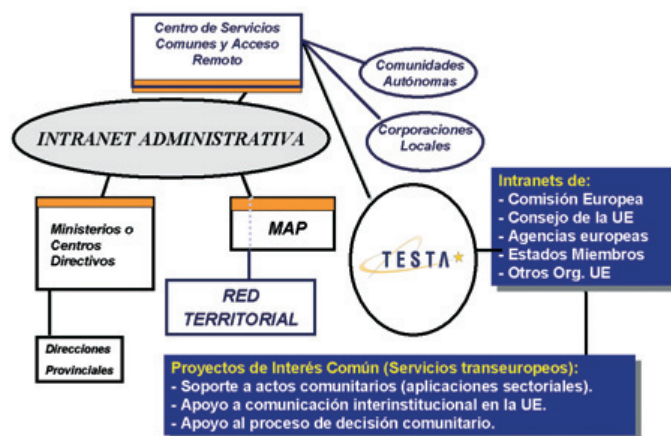 Centro de Servicios
Comunes y Acceso
Remoto
Comunidades
Autónomas
Corporaciones
Locales
INTRANET ADMINISTRATIVA
Ministerios o
Centros
Directivos
MAP
RED
TERRITORIAL
Direcciones
Provinciales
TESTA
Intranets de:
- Comisión Europea
- Consejo de la UE
- Agencias europeas
- Estados Miembros
- Otros Org. UE
Proyectos de Interés Común (Servicios transeuropeos):
- Soporte a actos comunitarios (aplicaciones sectoriales).
- Apoyo a comunicación interinstitucional en la UE.
- Apoyo al proceso de decisión comunitario.